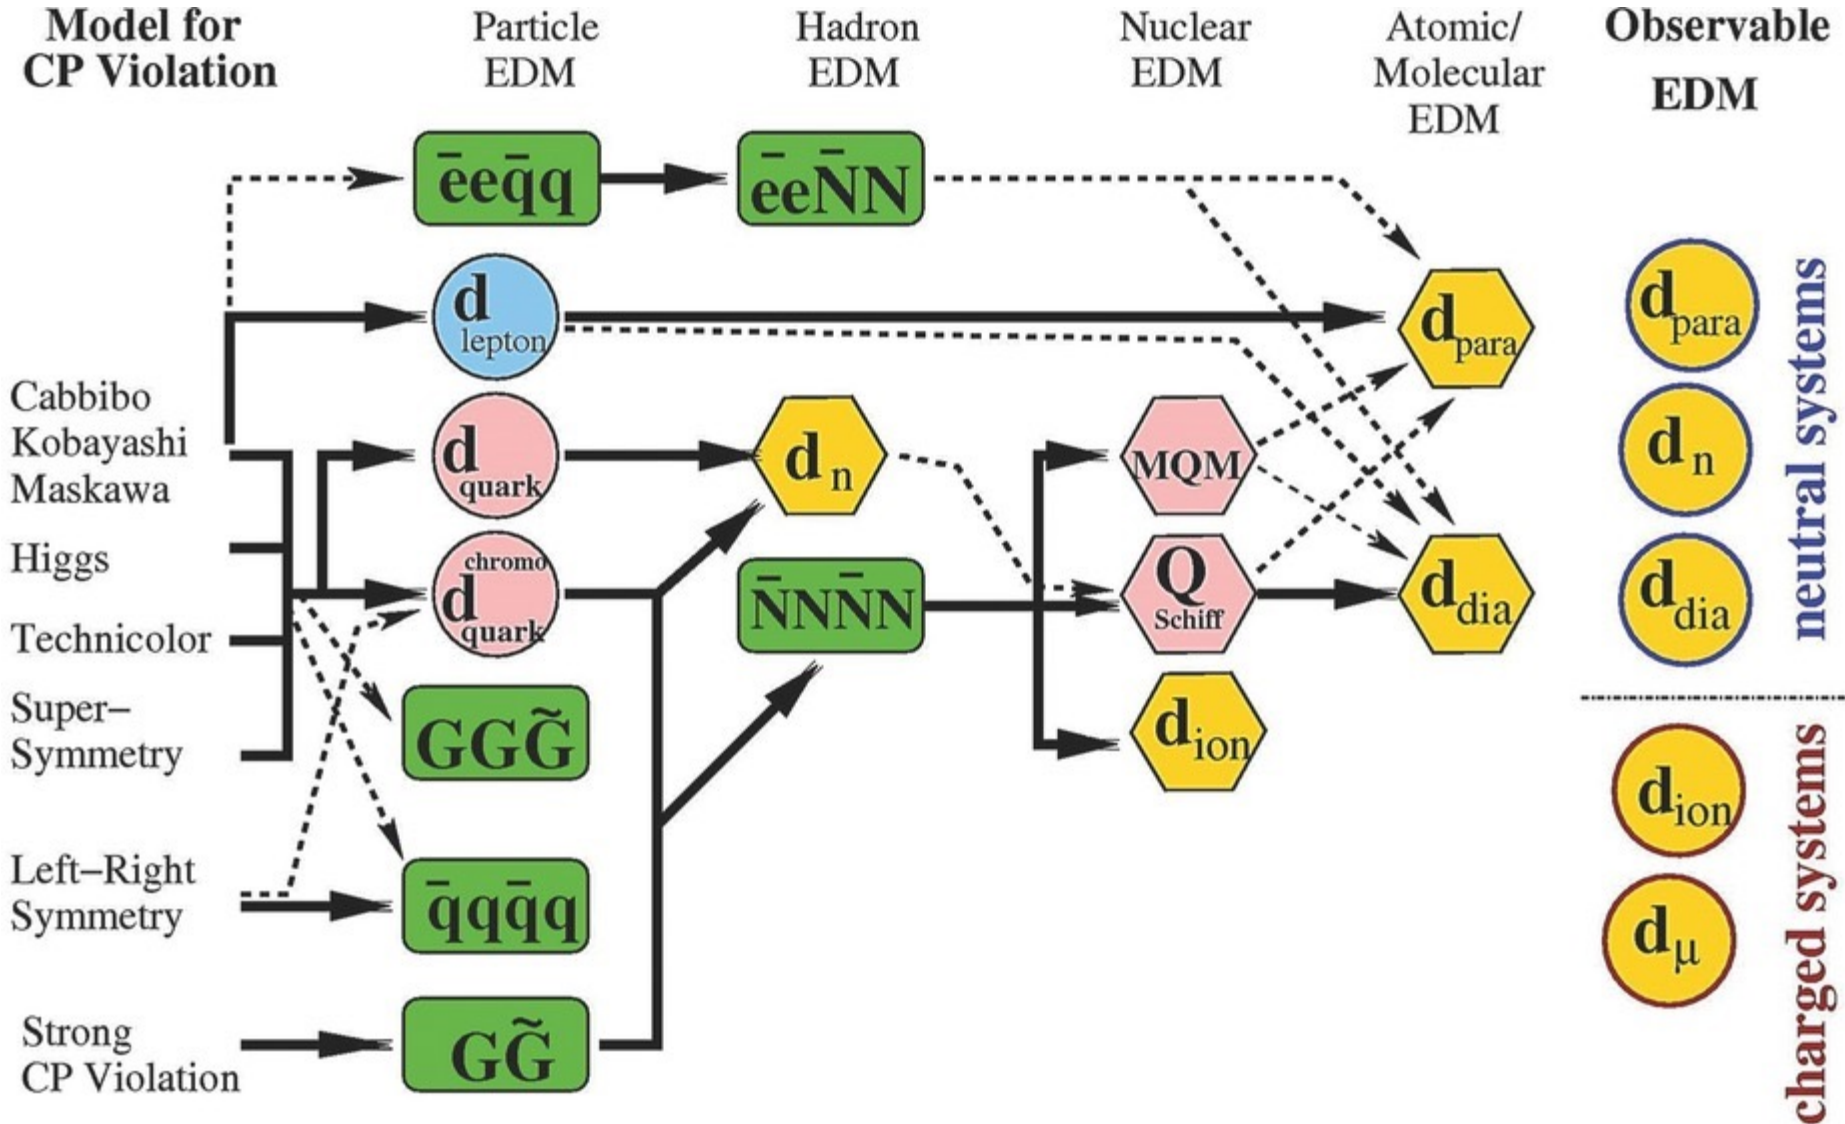 Model for
CP Violation
Particle
EDM
Hadron
EDM
Nuclear
EDM
Atomic/
Molecular
EDM
Observable
EDM
e̅eq̅q
e̅eN̅N
d
lepton
d para
d para
Cabbibo
Kobayashi
Maskawa
d
quark
d n
MQM
d n
Higgs
chromo
d
quark
N̅NN̅N
Q
Schiff
d dia
d dia
neutral systems
Technicolor
Super–
Symmetry
GGG̃
d ion
d ion
Left–Right
Symmetry
q̅qq̅q
d μ
charged systems
Strong
CP Violation
GG̃